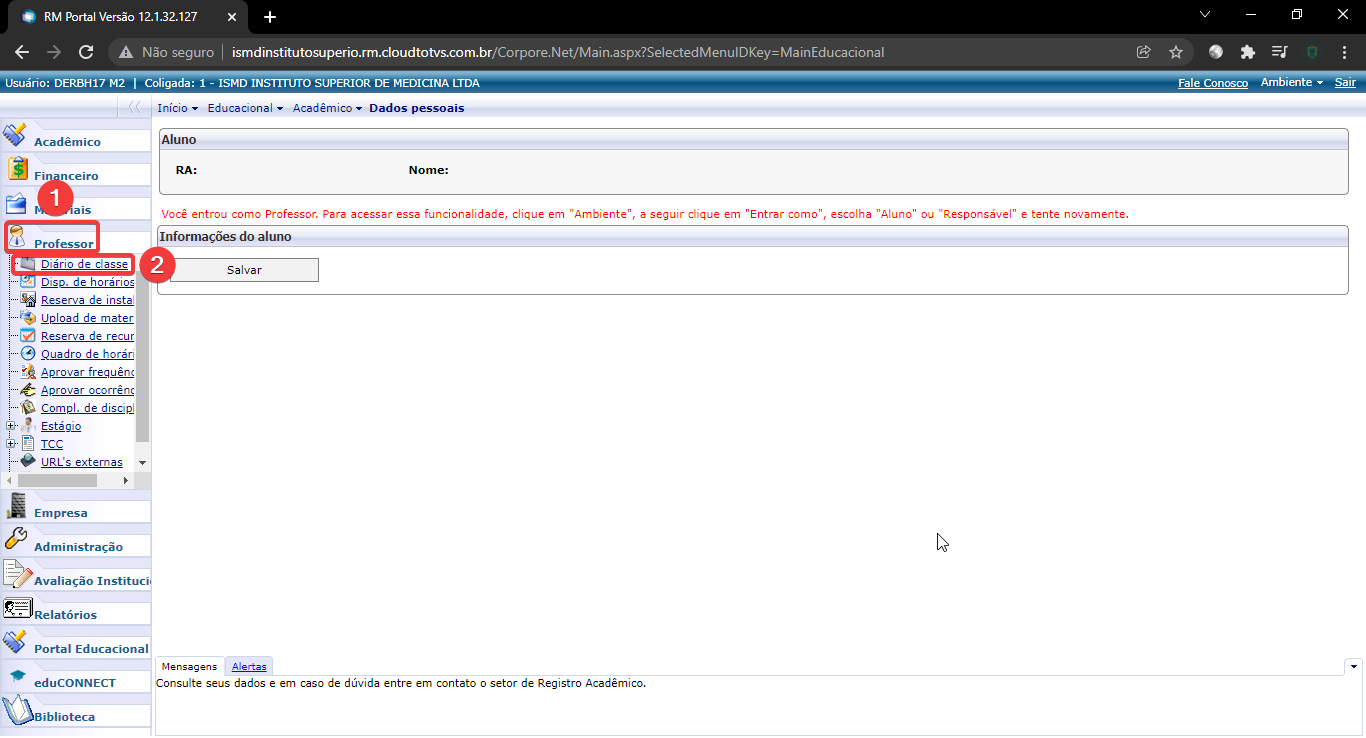 RM Portal Versão 12.1.32.127
Não seguro | ismdinstitutosuperio.rm.cloudtotvs.com.br/Corpore.Net/Main.aspx?SelectedMenuIDKey=MainEducacional
Usuário: DERBH17 M2 | Coligada: 1 - ISMD INSTITUTO SUPERIOR DE MEDICINA LTDA
Fale Conosco Ambiente Sair
Início Educacional Acadêmico Dados pessoais
Acadêmico
Financeiro
1
Professor
Diário de classe
2
Disp. de horários
Reserva de instal
Upload de mater
Reserva de recur
Quadro de horári
Aprovar frequênc
Aprovar ocorrênc
Compl. de discipl
Estágio
TCC
URL's externas
Empresa
Administração
Avaliação Instituci
Relatórios
Portal Educacional
eduCONNECT
Biblioteca
Aluno
RA: Nome:
Você entrou como Professor. Para acessar essa funcionalidade, clique em "Ambiente", a seguir clique em "Entrar como", escolha "Aluno" ou "Responsável" e tente novamente.
Informações do aluno
Salvar
Mensagens Alertas
Consulte seus dados e em caso de dúvida entre em contato o setor de Registro Acadêmico.